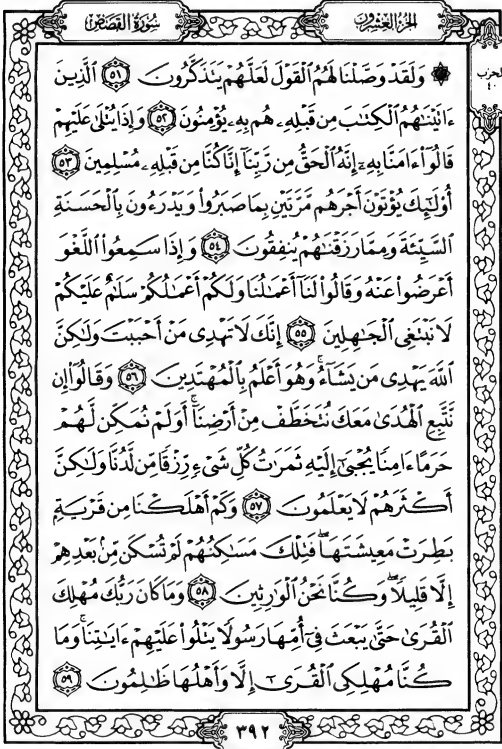 سُورَةُ القَصَصِ
الجُزْءُ العِشْرُونَ
الحزب
٤٠
۞ وَلَقَدْ وَصَّلْنَا لَهُمُ ٱلْقَوْلَ لَعَلَّهُمْ يَتَذَكَّرُونَ ٥١ ٱلَّذِينَ
ءَاتَيْنَٰهُمُ ٱلْكِتَٰبَ مِن قَبْلِهِۦ هُم بِهِۦ يُؤْمِنُونَ ٥٢ وَإِذَا يُتْلَىٰ عَلَيْهِمْ
قَالُوٓا۟ ءَامَنَّا بِهِۦٓ إِنَّهُ ٱلْحَقُّ مِن رَّبِّنَآ إِنَّا كُنَّا مِن قَبْلِهِۦ مُسْلِمِينَ ٥٣
أُو۟لَٰٓئِكَ يُؤْتَوْنَ أَجْرَهُم مَّرَّتَيْنِ بِمَا صَبَرُوا۟ وَيَدْرَءُونَ بِٱلْحَسَنَةِ
ٱلسَّيِّئَةَ وَمِمَّا رَزَقْنَٰهُمْ يُنفِقُونَ ٥٤ وَإِذَا سَمِعُوا۟ ٱللَّغْوَ
أَعْرَضُوا۟ عَنْهُ وَقَالُوا۟ لَنَآ أَعْمَٰلُنَا وَلَكُمْ أَعْمَٰلُكُمْ سَلَٰمٌ عَلَيْكُمْ
لَا نَبْتَغِى ٱلْجَٰهِلِينَ ٥٥ إِنَّكَ لَا تَهْدِى مَنْ أَحْبَبْتَ وَلَٰكِنَّ
ٱللَّهَ يَهْدِى مَن يَشَآءُ ۚ وَهُوَ أَعْلَمُ بِٱلْمُهْتَدِينَ ٥٦ وَقَالُوٓا۟ إِن
نَّتَّبِعِ ٱلْهُدَىٰ مَعَكَ نُتَخَطَّفْ مِنْ أَرْضِنَآ ۚ أَوَلَمْ نُمَكِّن لَّهُمْ
حَرَمًا ءَامِنًا يُجْبَىٰٓ إِلَيْهِ ثَمَرَٰتُ كُلِّ شَىْءٍ رِّزْقًا مِّن لَّدُنَّا وَلَٰكِنَّ
أَكْثَرَهُمْ لَا يَعْلَمُونَ ٥٧ وَكَمْ أَهْلَكْنَا مِن قَرْيَةٍۭ
بَطِرَتْ مَعِيشَتَهَا ۖ فَتِلْكَ مَسَٰكِنُهُمْ لَمْ تُسْكَن مِّنۢ بَعْدِهِمْ
إِلَّا قَلِيلًا ۖ وَكُنَّا نَحْنُ ٱلْوَٰرِثِينَ ٥٨ وَمَا كَانَ رَبُّكَ مُهْلِكَ
ٱلْقُرَىٰ حَتَّىٰ يَبْعَثَ فِىٓ أُمِّهَا رَسُولًا يَتْلُوا۟ عَلَيْهِمْ ءَايَٰتِنَا ۚ وَمَا
كُنَّا مُهْلِكِى ٱلْقُرَىٰٓ إِلَّا وَأَهْلُهَا ظَٰلِمُونَ ٥٩
٣٩٢